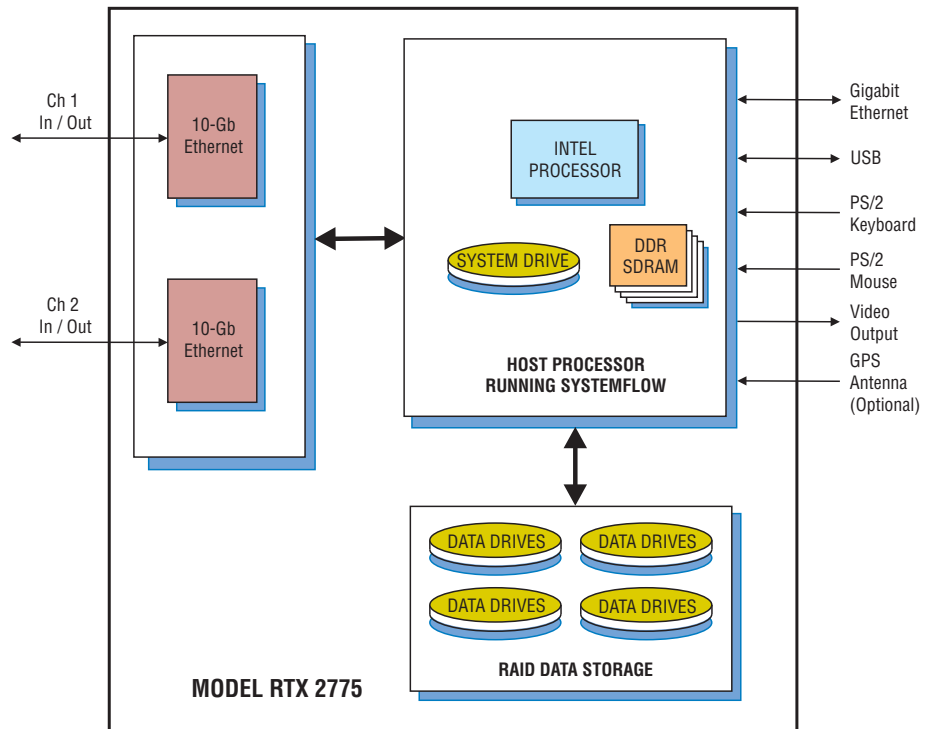 Ch 1
In / Out
10-Gb
Ethernet
Ch 2
In / Out
10-Gb
Ethernet
INTEL
PROCESSOR
SYSTEM DRIVE
DDR
SDRAM
HOST PROCESSOR
RUNNING SYSTEMFLOW
Gigabit
Ethernet
USB
PS/2
Keyboard
PS/2
Mouse
Video
Output
GPS
Antenna
(Optional)
DATA DRIVES
DATA DRIVES
DATA DRIVES
DATA DRIVES
RAID DATA STORAGE
MODEL RTX 2775